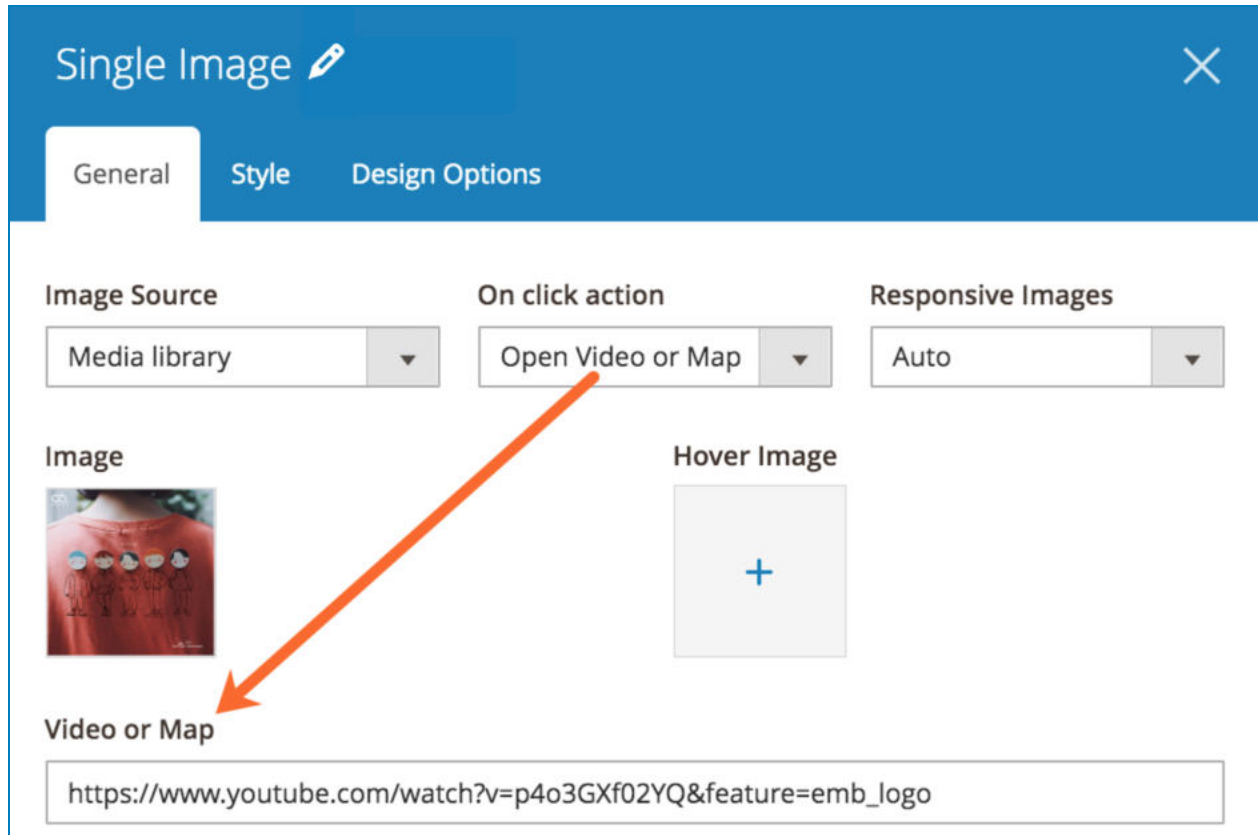 Single Image
General Style Design Options
Image Source On click action Responsive Images
Media library Open Video or Map Auto
Image Hover Image
Video or Map
https://www.youtube.com/watch?v=p4o3GXf02YQ&feature=emb_logo